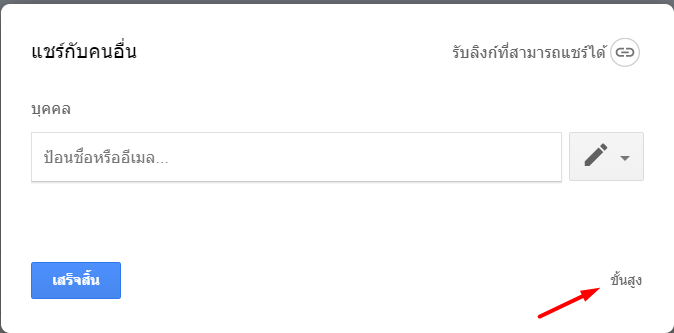 แชร์กับคนอื่น
รับลิงก์ที่สามารถแชร์ได้
บุคคล
ป้อนชื่อหรืออีเมล...
เสร็จสิ้น
ขั้นสูง